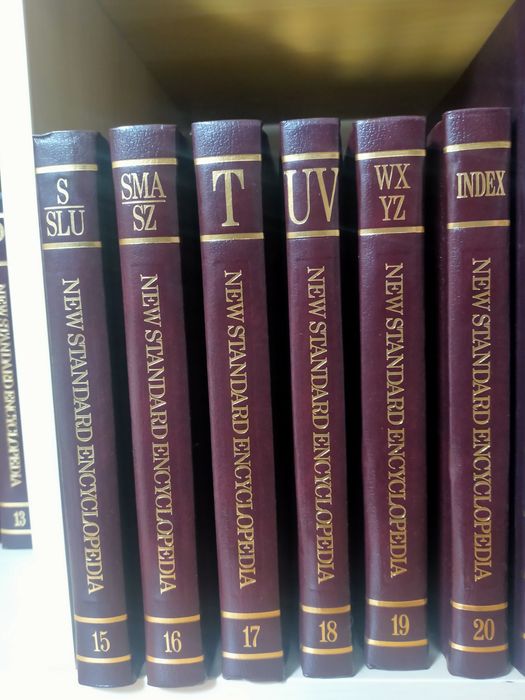 S
SLU
NEW STANDARD ENCYCLOPEDIA
15
SMA
SZ
NEW STANDARD ENCYCLOPEDIA
16
T
NEW STANDARD ENCYCLOPEDIA
17
UV
NEW STANDARD ENCYCLOPEDIA
18
WX
YZ
NEW STANDARD ENCYCLOPEDIA
19
INDEX
NEW STANDARD ENCYCLOPEDIA
20
NEW STANDARD ENCYCLOPEDIA
13